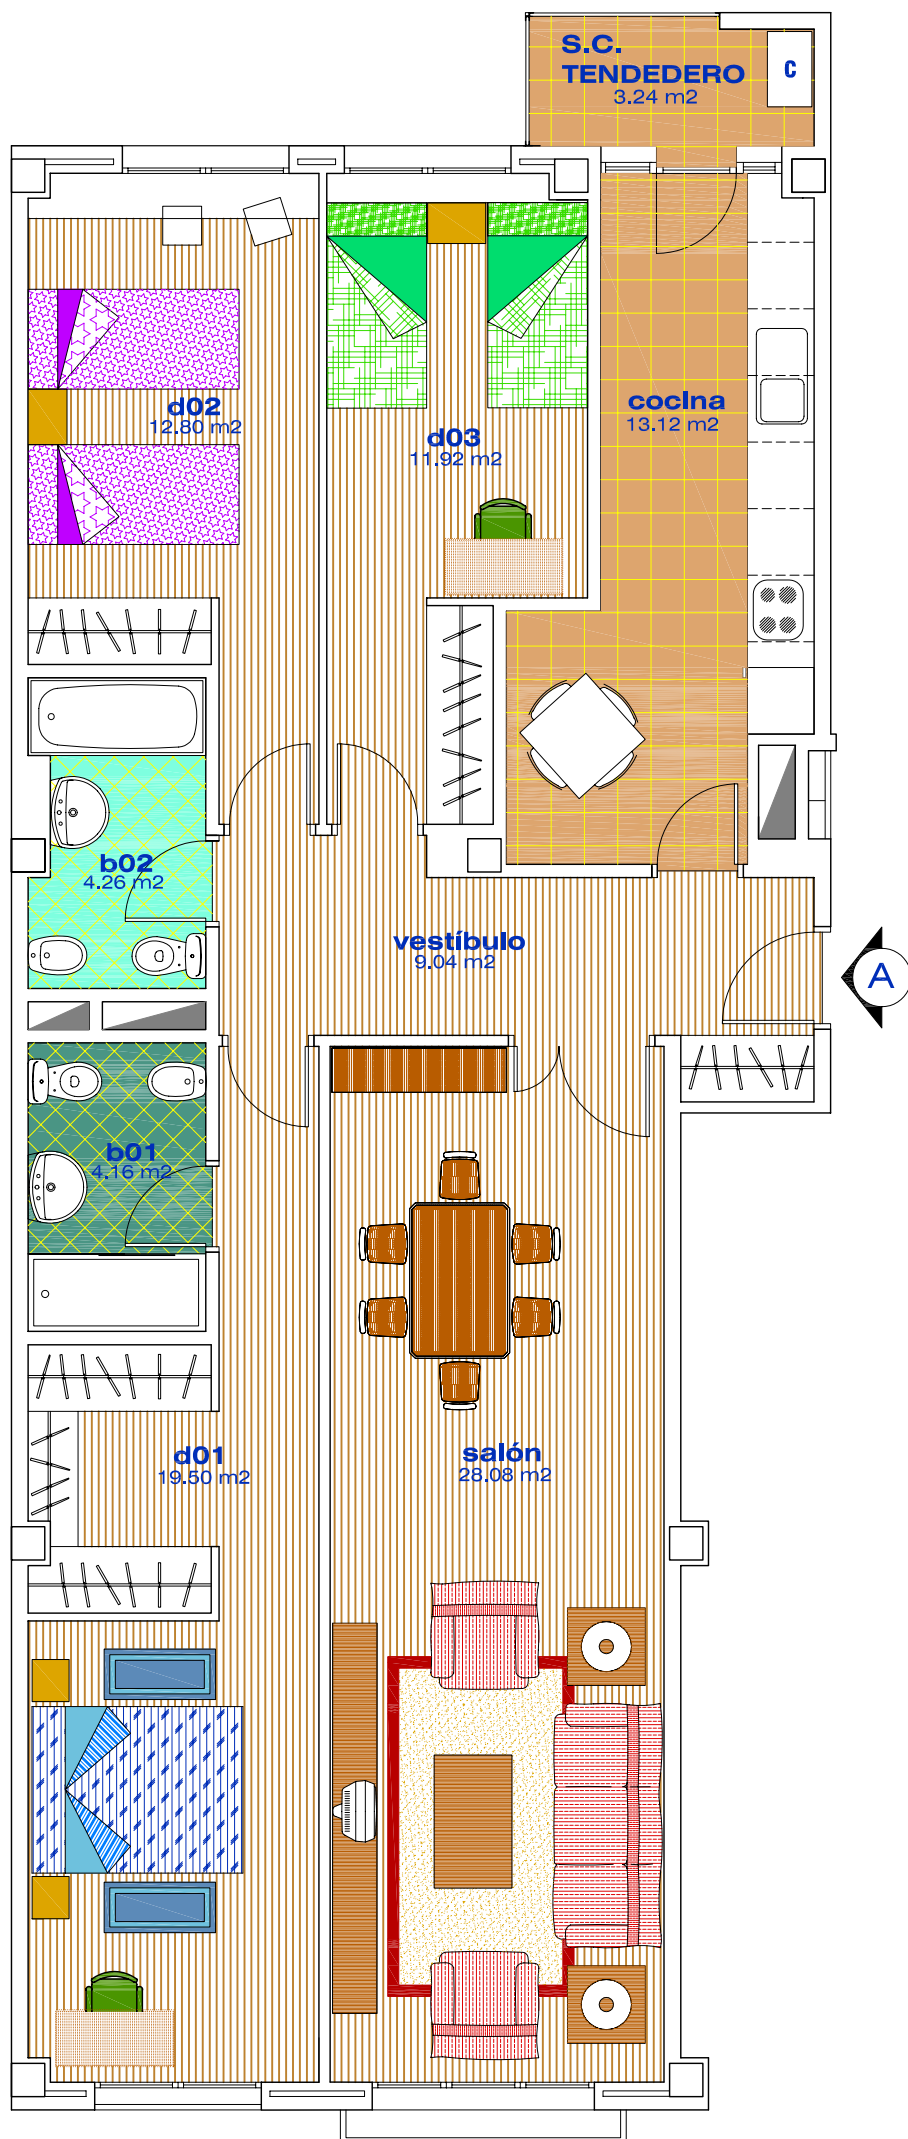 S.C.
TENDEDERO
3.24 m2
C
d02
12.80 m2
d03
11.92 m2
cocIna
13.12 m2
b02
4.26 m2
vestíbulo
9.04 m2
A
b01
4.16 m2
d01
19.50 m2
salón
28.08 m2